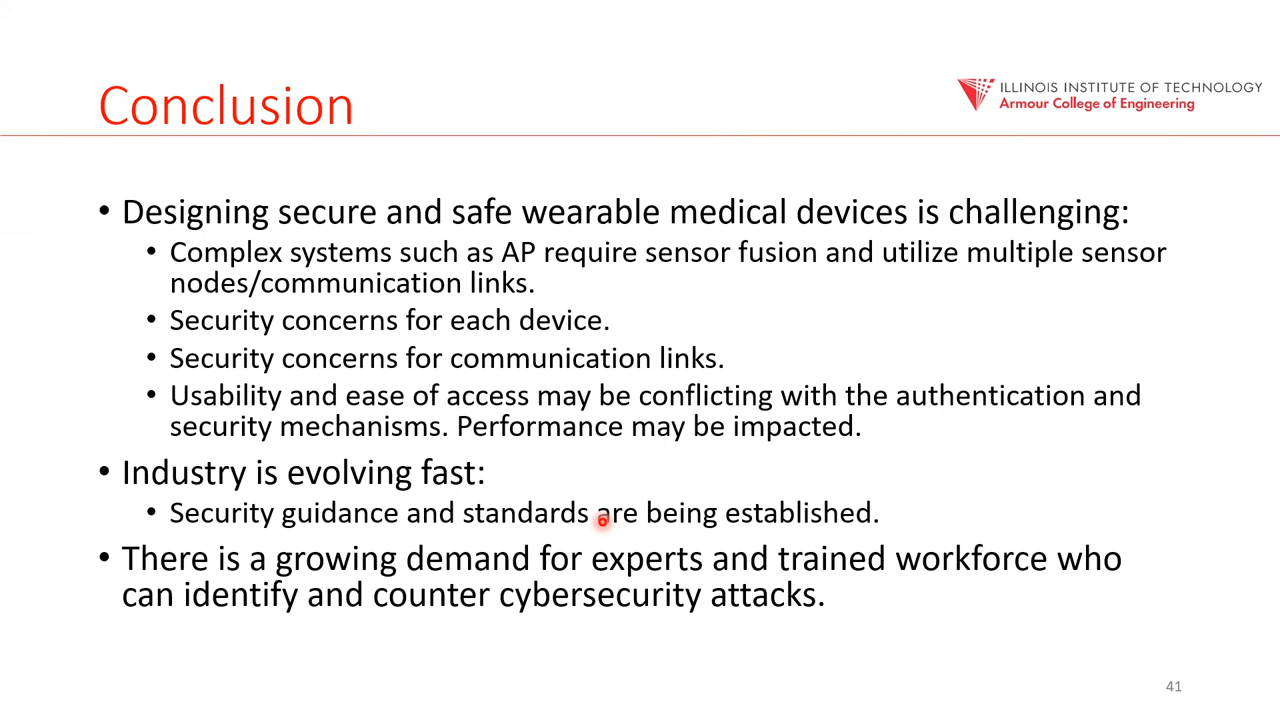 Conclusion
ILLINOIS INSTITUTE OF TECHNOLOGY
Armour College of Engineering
• Designing secure and safe wearable medical devices is challenging:
• Complex systems such as AP require sensor fusion and utilize multiple sensor
nodes/communication links.
• Security concerns for each device.
• Security concerns for communication links.
• Usability and ease of access may be conflicting with the authentication and
security mechanisms. Performance may be impacted.
• Industry is evolving fast:
• Security guidance and standards are being established.
• There is a growing demand for experts and trained workforce who
can identify and counter cybersecurity attacks.
41